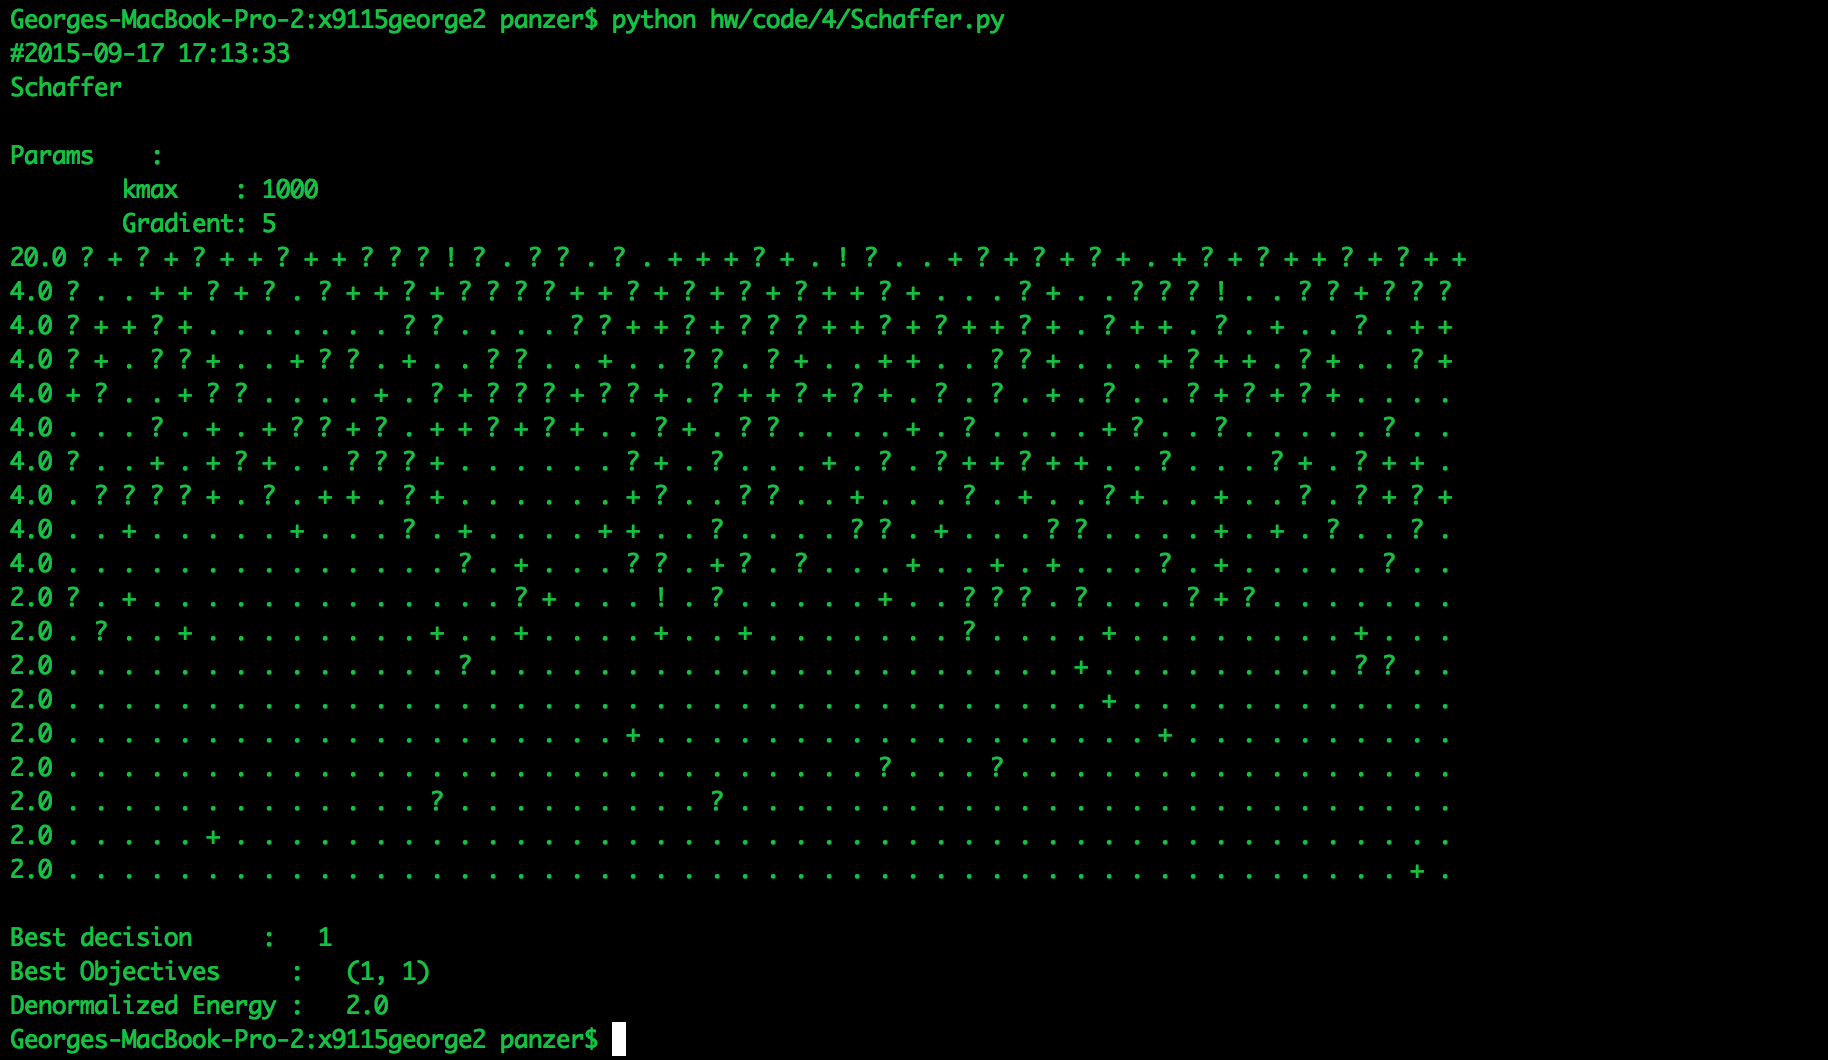 Georges-MacBook-Pro-2:x9115george2 panzer$ python hw/code/4/Schaffer.py
#2015-09-17 17:13:33
Schaffer
Params    :
        kmax    : 1000
        Gradient: 5
20.0 ? + ? + ? + + ? + + ? ? ? ! ? . ? ? . ? . + + + ? + . ! ? . . + ? + ? + ? + . + ? + ? + + ? + ? + +
4.0 ? . . + + ? + ? . ? + + ? + ? ? ? ? + + ? + ? + ? + ? + + ? + . . . ? + . . ? ? ? ! . . ? ? + ? ? ?
4.0 ? + + ? + . . . . . . . ? ? . . . . ? ? + + ? + ? ? ? + + ? + ? + + ? + . ? + + . ? . + . . ? . + +
4.0 ? + . ? ? + . . + ? ? . + . . ? ? . . + . . ? ? . ? + . . + + . . ? ? + . . . + ? + + . ? + . . ? +
4.0 + ? . . + ? ? . . . . + . ? + ? ? ? + ? ? + . ? + + ? + ? + . ? . ? . + . ? . . ? + ? + ? + . . . .
4.0 . . . ? . + . + ? ? + ? . + + ? + ? + . . ? + . ? ? . . . . + . ? . . . . + ? . . ? . . . . . ? . .
4.0 ? . . + . + ? + . . ? ? ? + . . . . . . ? + . ? . . . + . ? . ? + + ? + + . . ? . . . ? + . ? + + .
4.0 . ? ? ? ? + . ? . + + . ? + . . . . . . + ? . . ? ? . . + . . . ? . + . . ? + . . + . . ? . ? + ? +
4.0 . . + . . . . . + . . . ? . + . . . . + + . . ? . . . . ? ? . + . . . ? ? . . . . + . + . ? . . ? .
4.0 . . . . . . . . . . . . . . ? . + . . . ? ? . + ? . ? . . . + . . + . + . . . ? . + . . . . . ? . .
2.0 ? . + . . . . . . . . . . . . . ? + . . . ! . ? . . . . . + . . ? ? ? . ? . . . ? + ? . . . . . . .
2.0 . ? . . + . . . . . . . . + . . + . . . . + . . + . . . . . . . ? . . . . + . . . . . . . . + . . .
2.0 . . . . . . . . . . . . . . ? . . . . . . . . . . . . . . . . . . . . . + . . . . . . . . . ? ? . .
2.0 . . . . . . . . . . . . . . . . . . . . . . . . . . . . . . . . . . . . . + . . . . . . . . . . . .
2.0 . . . . . . . . . . . . . . . . . . . . + . . . . . . . . . . . . . . . . . . + . . . . . . . . . .
2.0 . . . . . . . . . . . . . . . . . . . . . . . . . . . . . ? . . . ? . . . . . . . . . . . . . . . .
2.0 . . . . . . . . . . . . . ? . . . . . . . . . ? . . . . . . . . . . . . . . . . . . . . . . . . . .
2.0 . . . . . + . . . . . . . . . . . . . . . . . . . . . . . . . . . . . . . . . . . . . . . . . . . .
2.0 . . . . . . . . . . . . . . . . . . . . . . . . . . . . . . . . . . . . . . . . . . . . . . . . + .
Best decision     :   1
Best Objectives     :   (1, 1)
Denormalized Energy :   2.0
Georges-MacBook-Pro-2:x9115george2 panzer$